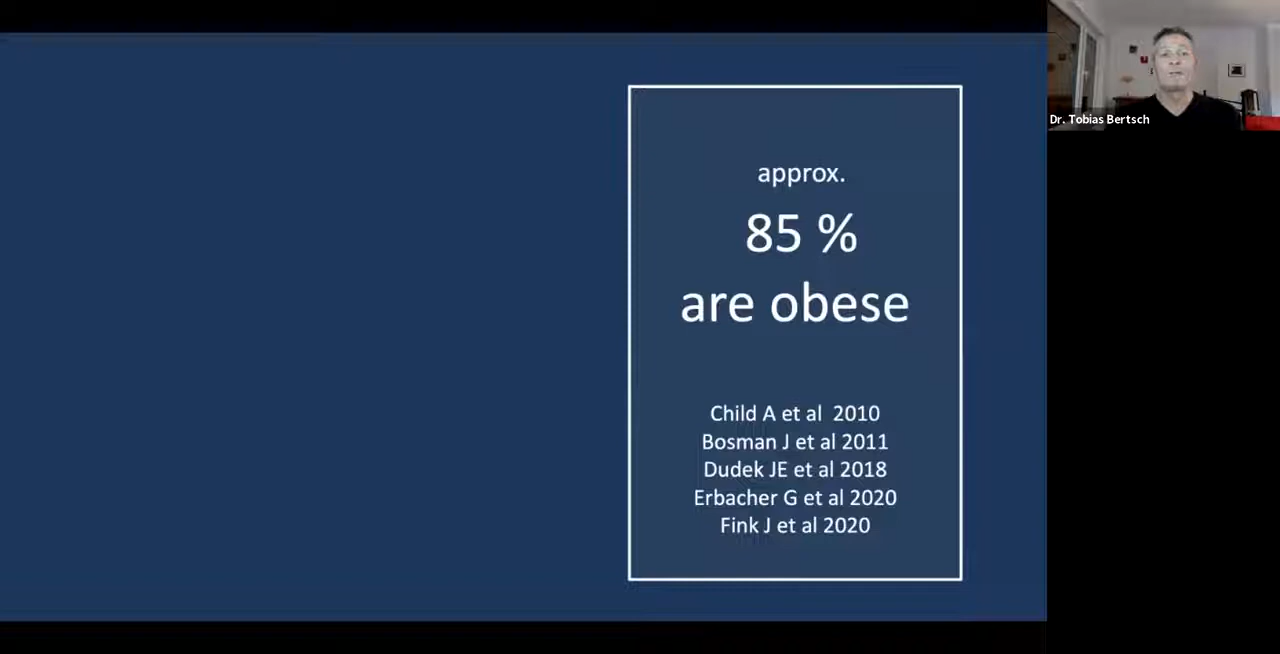 approx.
85 %
are obese
Child A et al  2010
Bosman J et al 2011
Dudek JE et al 2018
Erbacher G et al 2020
Fink J et al 2020
Dr. Tobias Bertsch